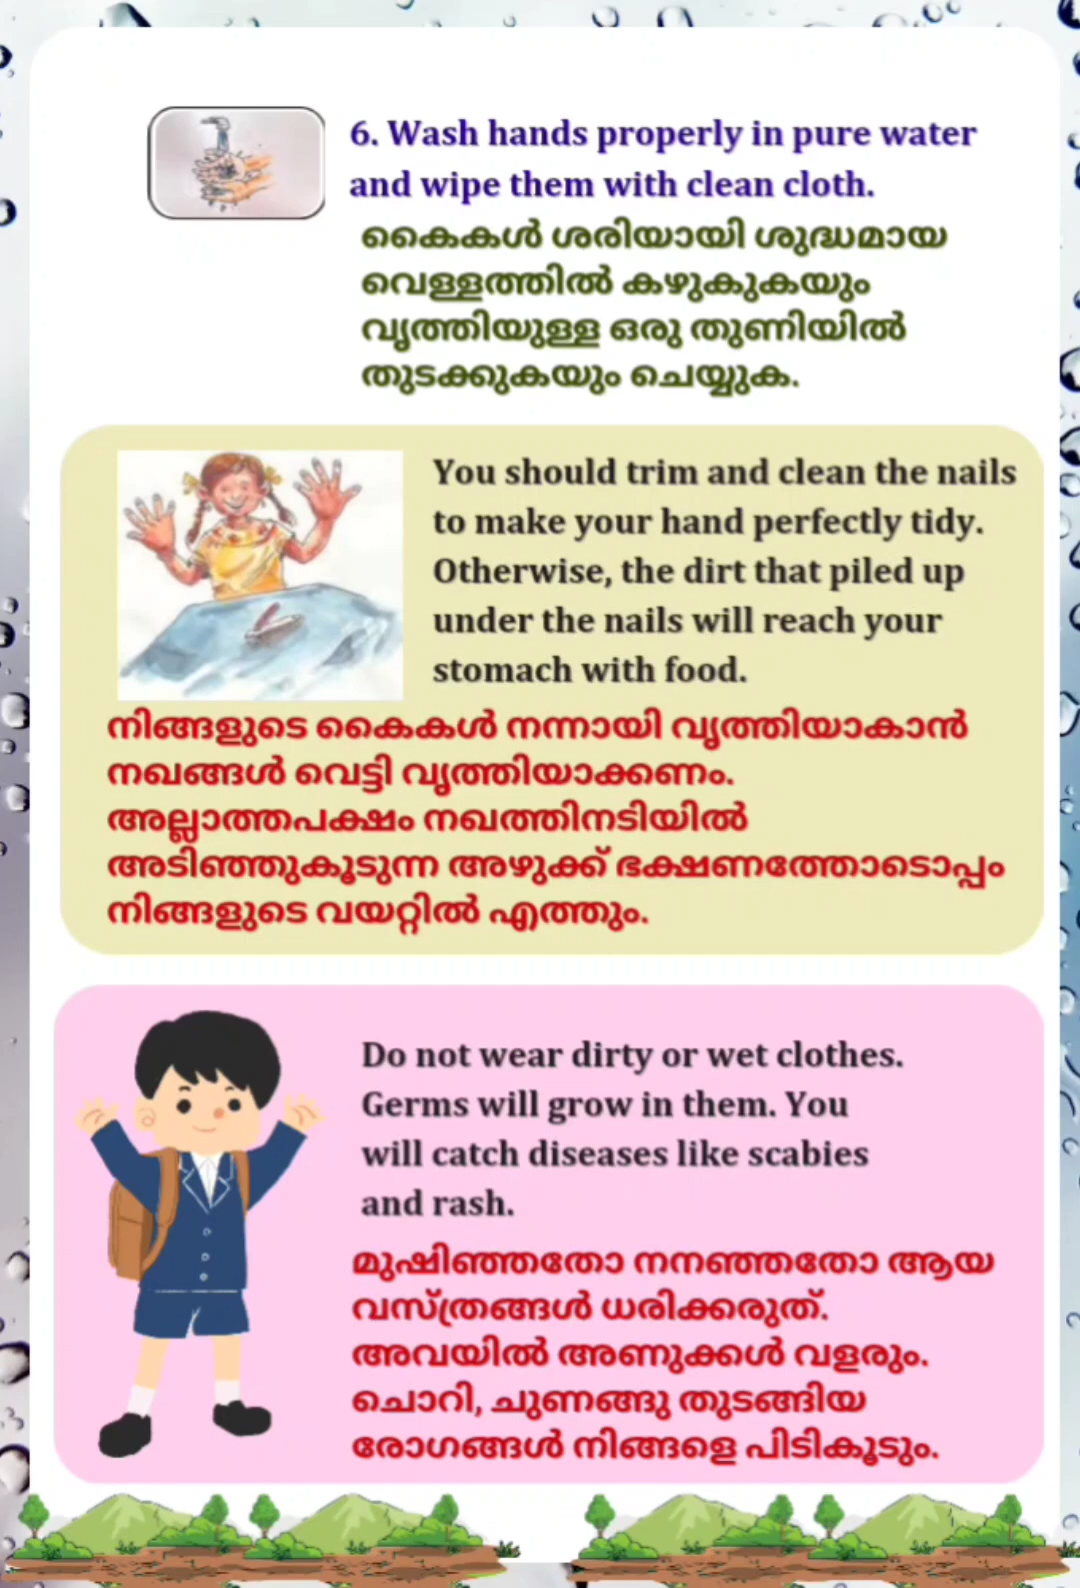 6. Wash hands properly in pure water
and wipe them with clean cloth.
കൈകൾ ശരിയായി ശുദ്ധമായ
വെള്ളത്തിൽ കഴുകുകയും
വൃത്തിയുള്ള ഒരു തുണിയിൽ
തുടക്കുകയും ചെയ്യുക.
You should trim and clean the nails
to make your hand perfectly tidy.
Otherwise, the dirt that piled up
under the nails will reach your
stomach with food.
നിങ്ങളുടെ കൈകൾ നന്നായി വൃത്തിയാകാൻ
നഖങ്ങൾ വെട്ടി വൃത്തിയാക്കണം.
അല്ലാത്തപക്ഷം നഖത്തിനടിയിൽ
അടിഞ്ഞുകൂടുന്ന അഴുക്ക് ഭക്ഷണത്തോടൊപ്പം
നിങ്ങളുടെ വയറ്റിൽ എത്തും.
Do not wear dirty or wet clothes.
Germs will grow in them. You
will catch diseases like scabies
and rash.
മുഷിഞ്ഞതോ നനഞ്ഞതോ ആയ
വസ്ത്രങ്ങൾ ധരിക്കരുത്.
അവയിൽ അണുക്കൾ വളരും.
ചൊറി, ചുണങ്ങു തുടങ്ങിയ
രോഗങ്ങൾ നിങ്ങളെ പിടികൂടും.